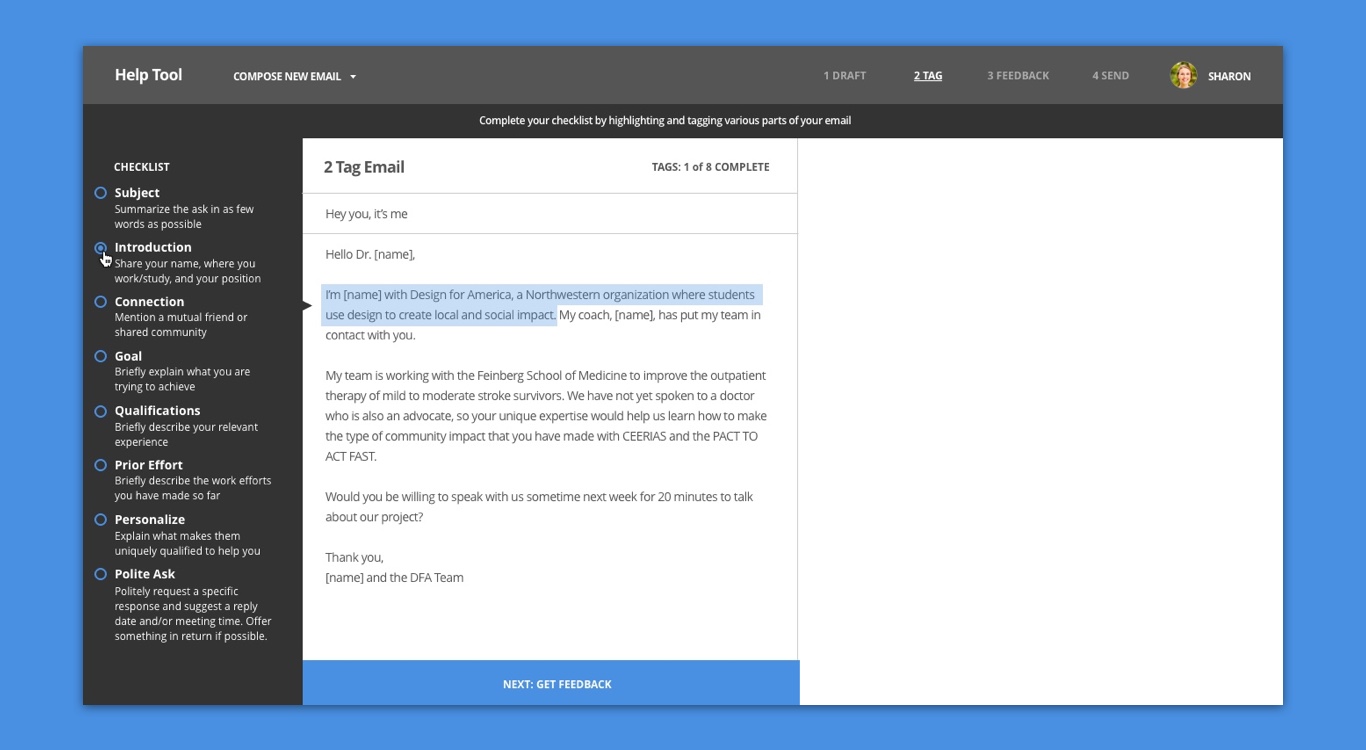 Help Tool
COMPOSE NEW EMAIL
1 DRAFT
2 TAG
3 FEEDBACK
4 SEND
SHARON
Complete your checklist by highlighting and tagging various parts of your email
CHECKLIST
Subject
Summarize the ask in as few
words as possible
Introduction
Share your name, where you
work/study, and your position
Connection
Mention a mutual friend or
shared community
Goal
Briefly explain what you are
trying to achieve
Qualifications
Briefly describe your relevant
experience
Prior Effort
Briefly describe the work efforts
you have made so far
Personalize
Explain what makes them
uniquely qualified to help you
Polite Ask
Politely request a specific
response and suggest a reply
date and/or meeting time. Offer
something in return if possible.
2 Tag Email
TAGS: 1 of 8 COMPLETE
Hey you, it's me
Hello Dr. [name],
I'm [name] with Design for America, a Northwestern organization where students
use design to create local and social impact. My coach, [name], has put my team in
contact with you.
My team is working with the Feinberg School of Medicine to improve the outpatient
therapy of mild to moderate stroke survivors. We have not yet spoken to a doctor
who is also an advocate, so your unique expertise would help us learn how to make
the type of community impact that you have made with CEERIAS and the PACT TO
ACT FAST.
Would you be willing to speak with us sometime next week for 20 minutes to talk
about our project?
Thank you,
[name] and the DFA Team
NEXT: GET FEEDBACK